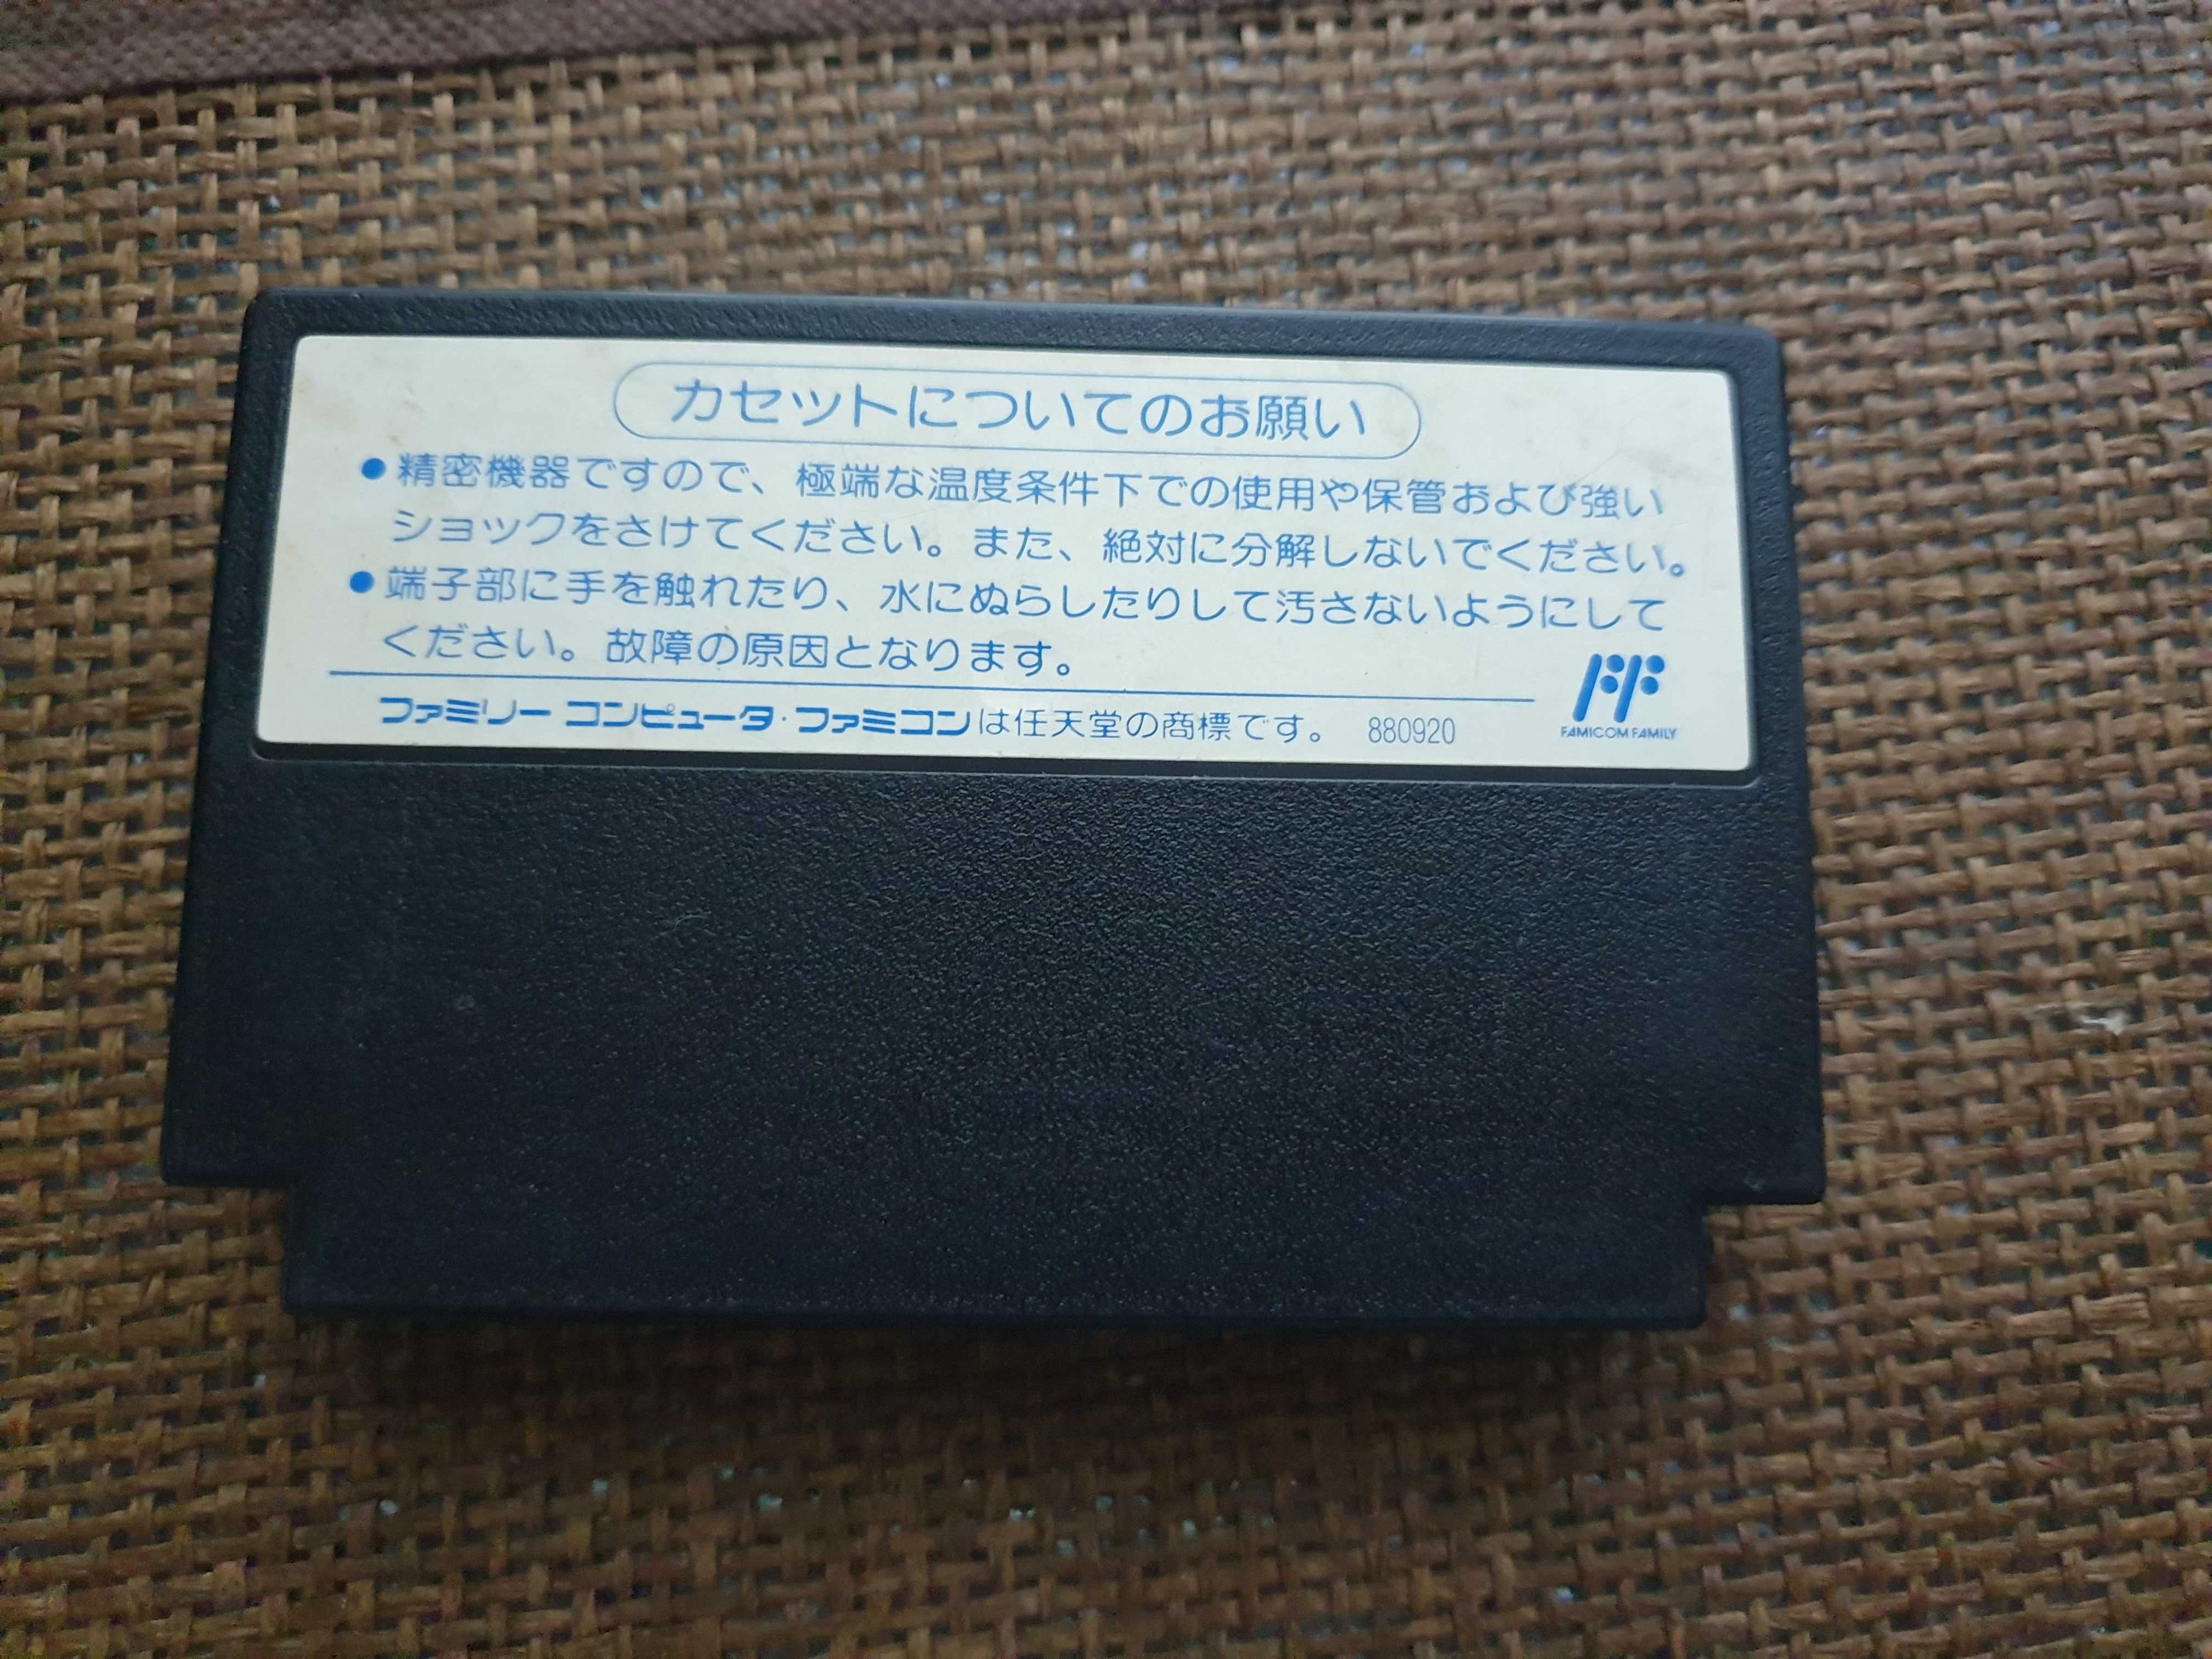 カセットについてのお願い
●精密機器ですので、極端な温度条件下での使用や保管および強い
ショックをさけてください。また、絶対に分解しないでください。
●端子部に手を触れたり、水にぬらしたりして汚さないようにして
ください。故障の原因となります。
ファミリー コンピュータ・ファミコンは任天堂の商標です。 880920
FAMICOM FAMILY